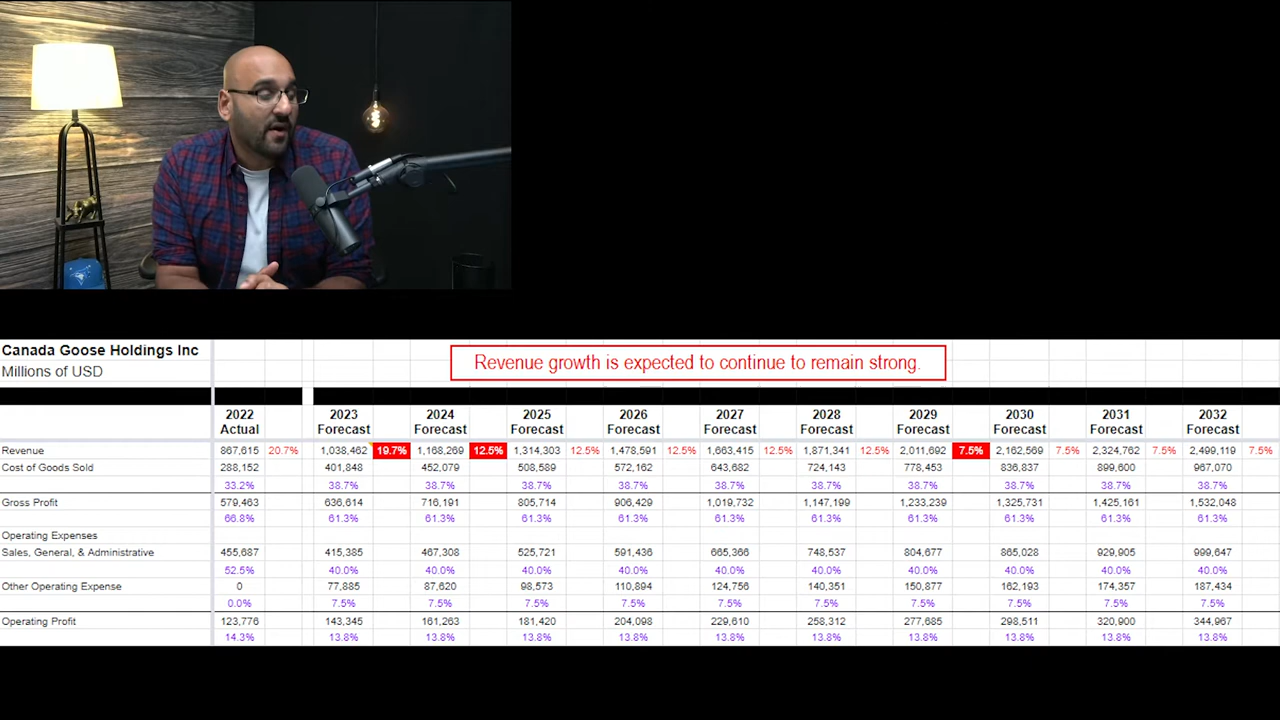 Canada Goose Holdings Inc
Revenue growth is expected to continue to remain strong.
Millions of USD
2022 2023 2024 2025 2026 2027 2028 2029 2030 2031 2032
Actual Forecast Forecast Forecast Forecast Forecast Forecast Forecast Forecast Forecast Forecast
Revenue 867,615 20.7% 1,038,462 19.7% 1,168,269 12.5% 1,314,303 12.5% 1,478,591 12.5% 1,663,415 12.5% 1,871,341 12.5% 2,011,692 7.5% 2,162,569 7.5% 2,324,762 7.5% 2,499,119 7.5%
Cost of Goods Sold 288,152 401,848 452,079 508,589 572,162 643,682 724,143 778,453 836,837 899,600 967,070
33.2% 38.7% 38.7% 38.7% 38.7% 38.7% 38.7% 38.7% 38.7% 38.7% 38.7%
Gross Profit 579,463 636,614 716,191 805,714 906,429 1,019,732 1,147,199 1,233,239 1,325,731 1,425,161 1,532,048
66.8% 61.3% 61.3% 61.3% 61.3% 61.3% 61.3% 61.3% 61.3% 61.3% 61.3%
Operating Expenses
Sales, General, & Administrative 455,687 415,385 467,308 525,721 591,436 665,366 748,537 804,677 865,028 929,905 999,647
52.5% 40.0% 40.0% 40.0% 40.0% 40.0% 40.0% 40.0% 40.0% 40.0% 40.0%
Other Operating Expense 0 77,885 87,620 98,573 110,894 124,756 140,351 150,877 162,193 174,357 187,434
0.0% 7.5% 7.5% 7.5% 7.5% 7.5% 7.5% 7.5% 7.5% 7.5% 7.5%
Operating Profit 123,776 143,345 161,263 181,420 204,098 229,610 258,312 277,685 298,511 320,900 344,967
14.3% 13.8% 13.8% 13.8% 13.8% 13.8% 13.8% 13.8% 13.8% 13.8% 13.8%